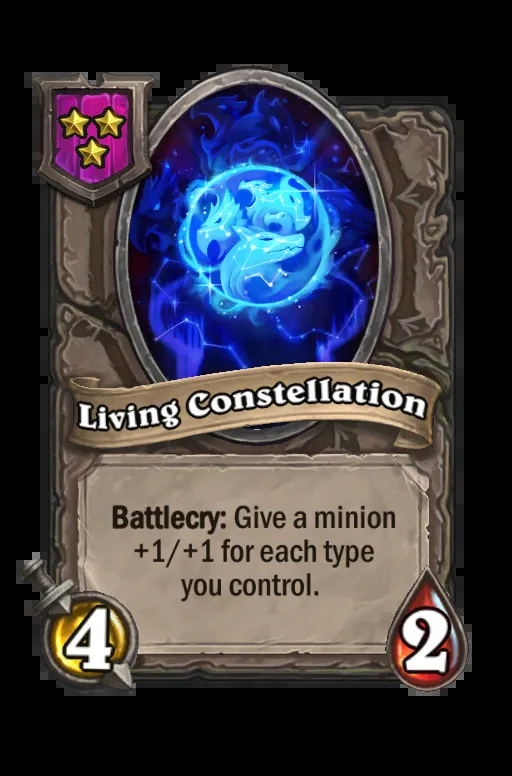 Living Constellation
Battlecry: Give a minion
+1/+1 for each type
you control.
4
2